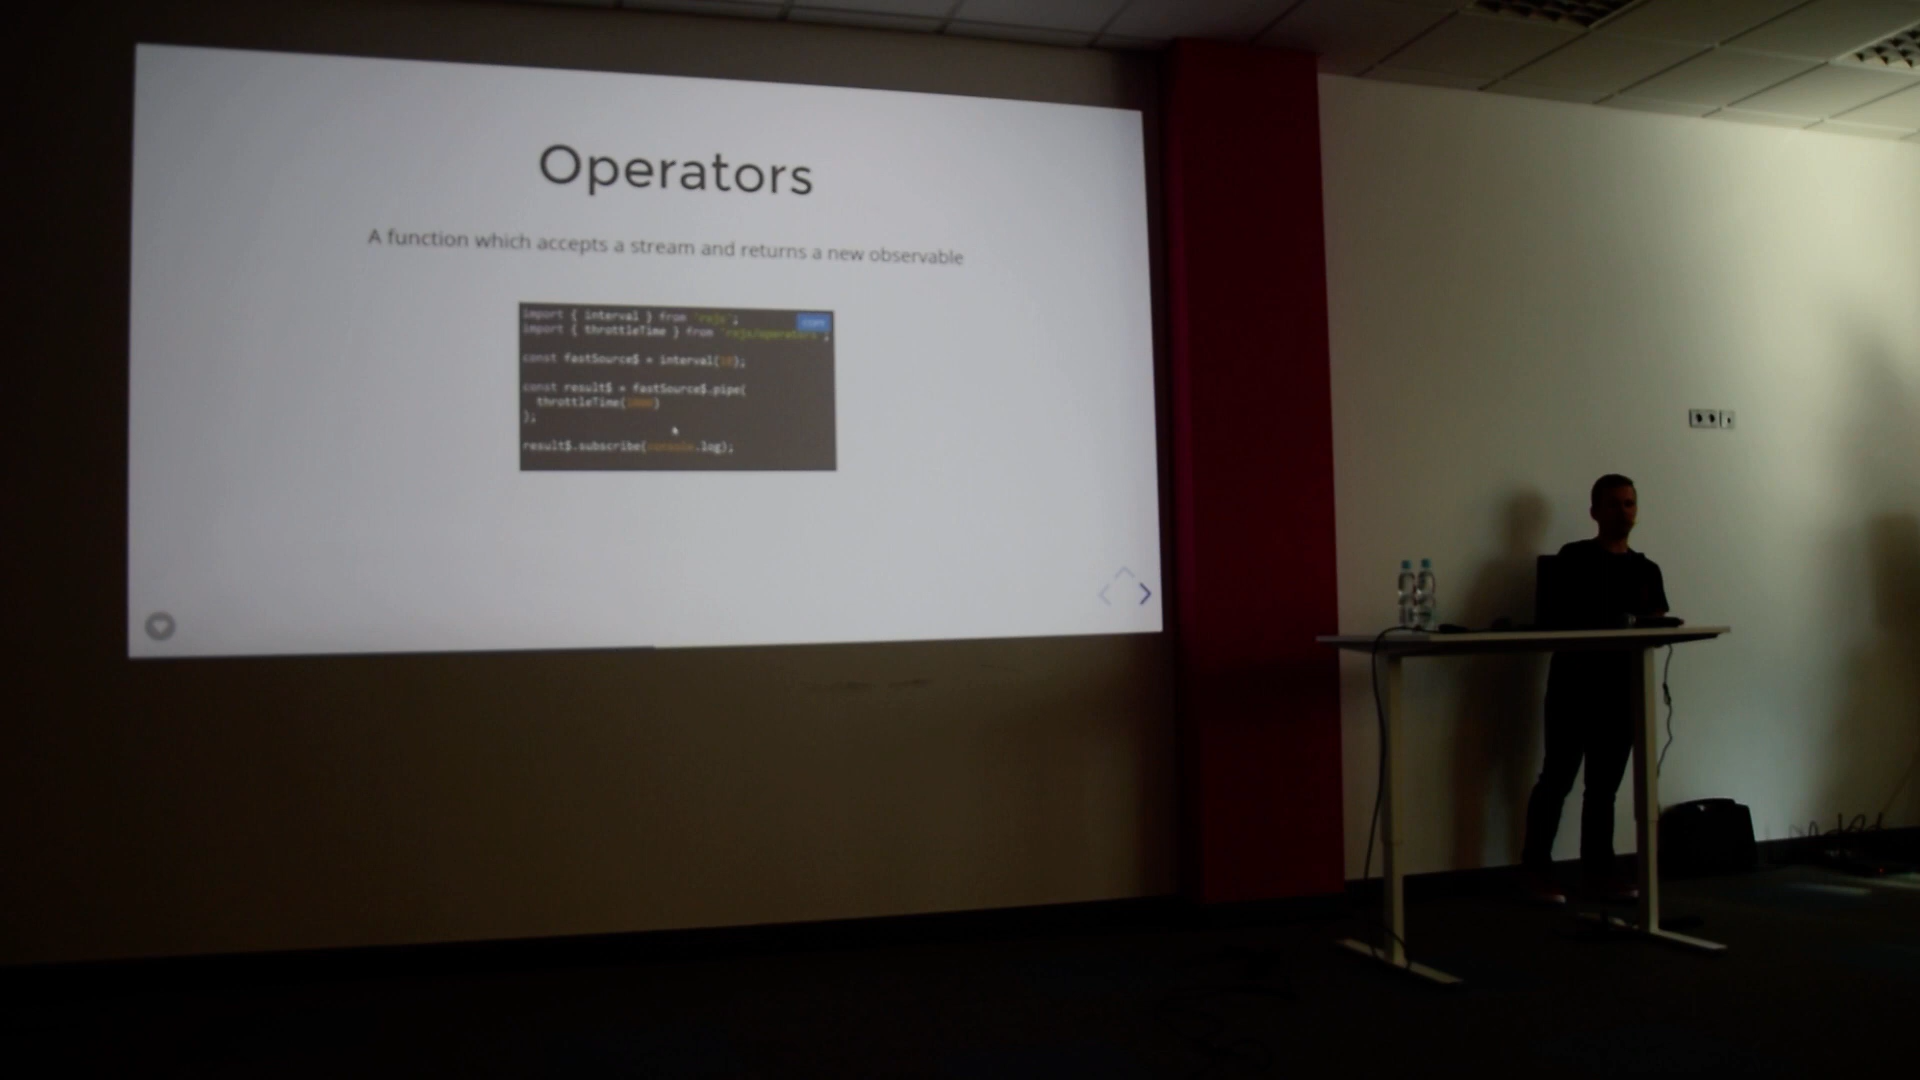 Operators
A function which accepts a stream and returns a new observable
import { interval } from "rxjs";
import { throttleTime } from "rxjs/operators";
const fastSource$ = interval(10);
const result$ = fastSource$.pipe(
throttleTime(1000)
);
result$.subscribe(console.log);